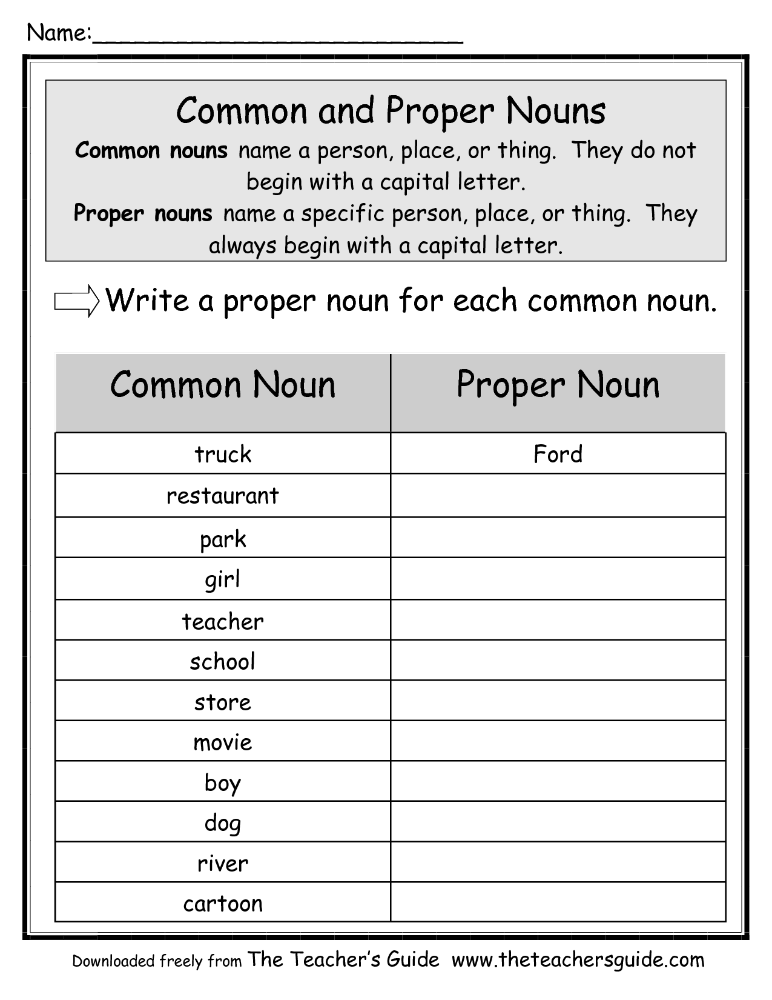 Name:__________________________
Common and Proper Nouns
Common nouns name a person, place, or thing.  They do not
begin with a capital letter.
Proper nouns name a specific person, place, or thing.  They
always begin with a capital letter.
Write a proper noun for each common noun.
Common Noun Proper Noun
truck Ford
restaurant
park
girl
teacher
school
store
movie
boy
dog
river
cartoon
Downloaded freely from The Teacher's Guide  www.theteachersguide.com